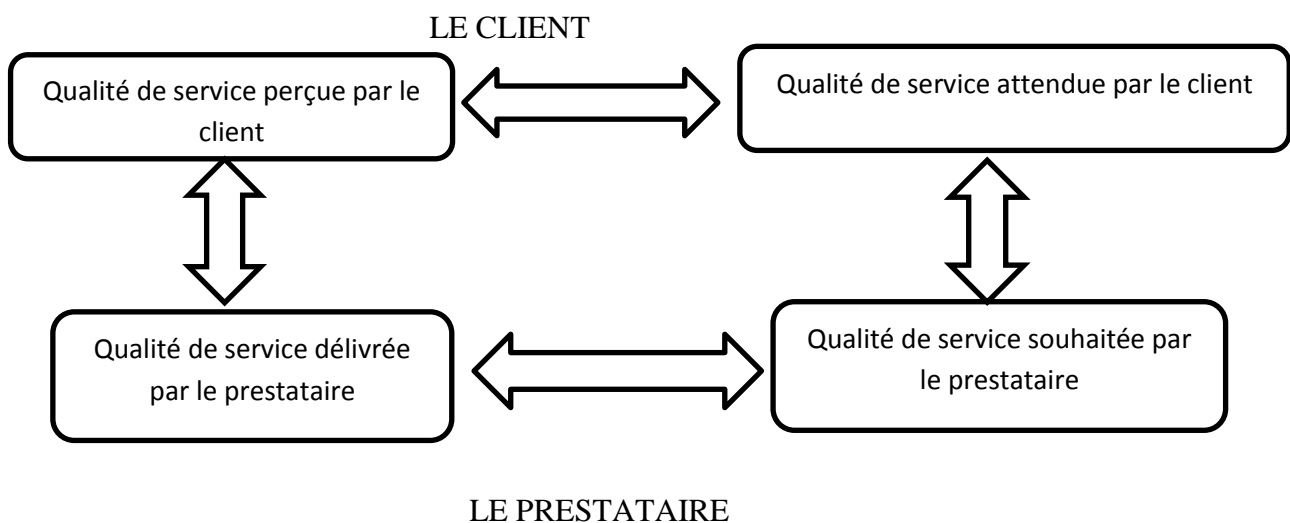 LE CLIENT
Qualité de service perçue par le
client
Qualité de service attendue par le client
Qualité de service délivrée
par le prestataire
Qualité de service souhaitée par
le prestataire
LE PRESTATAIRE